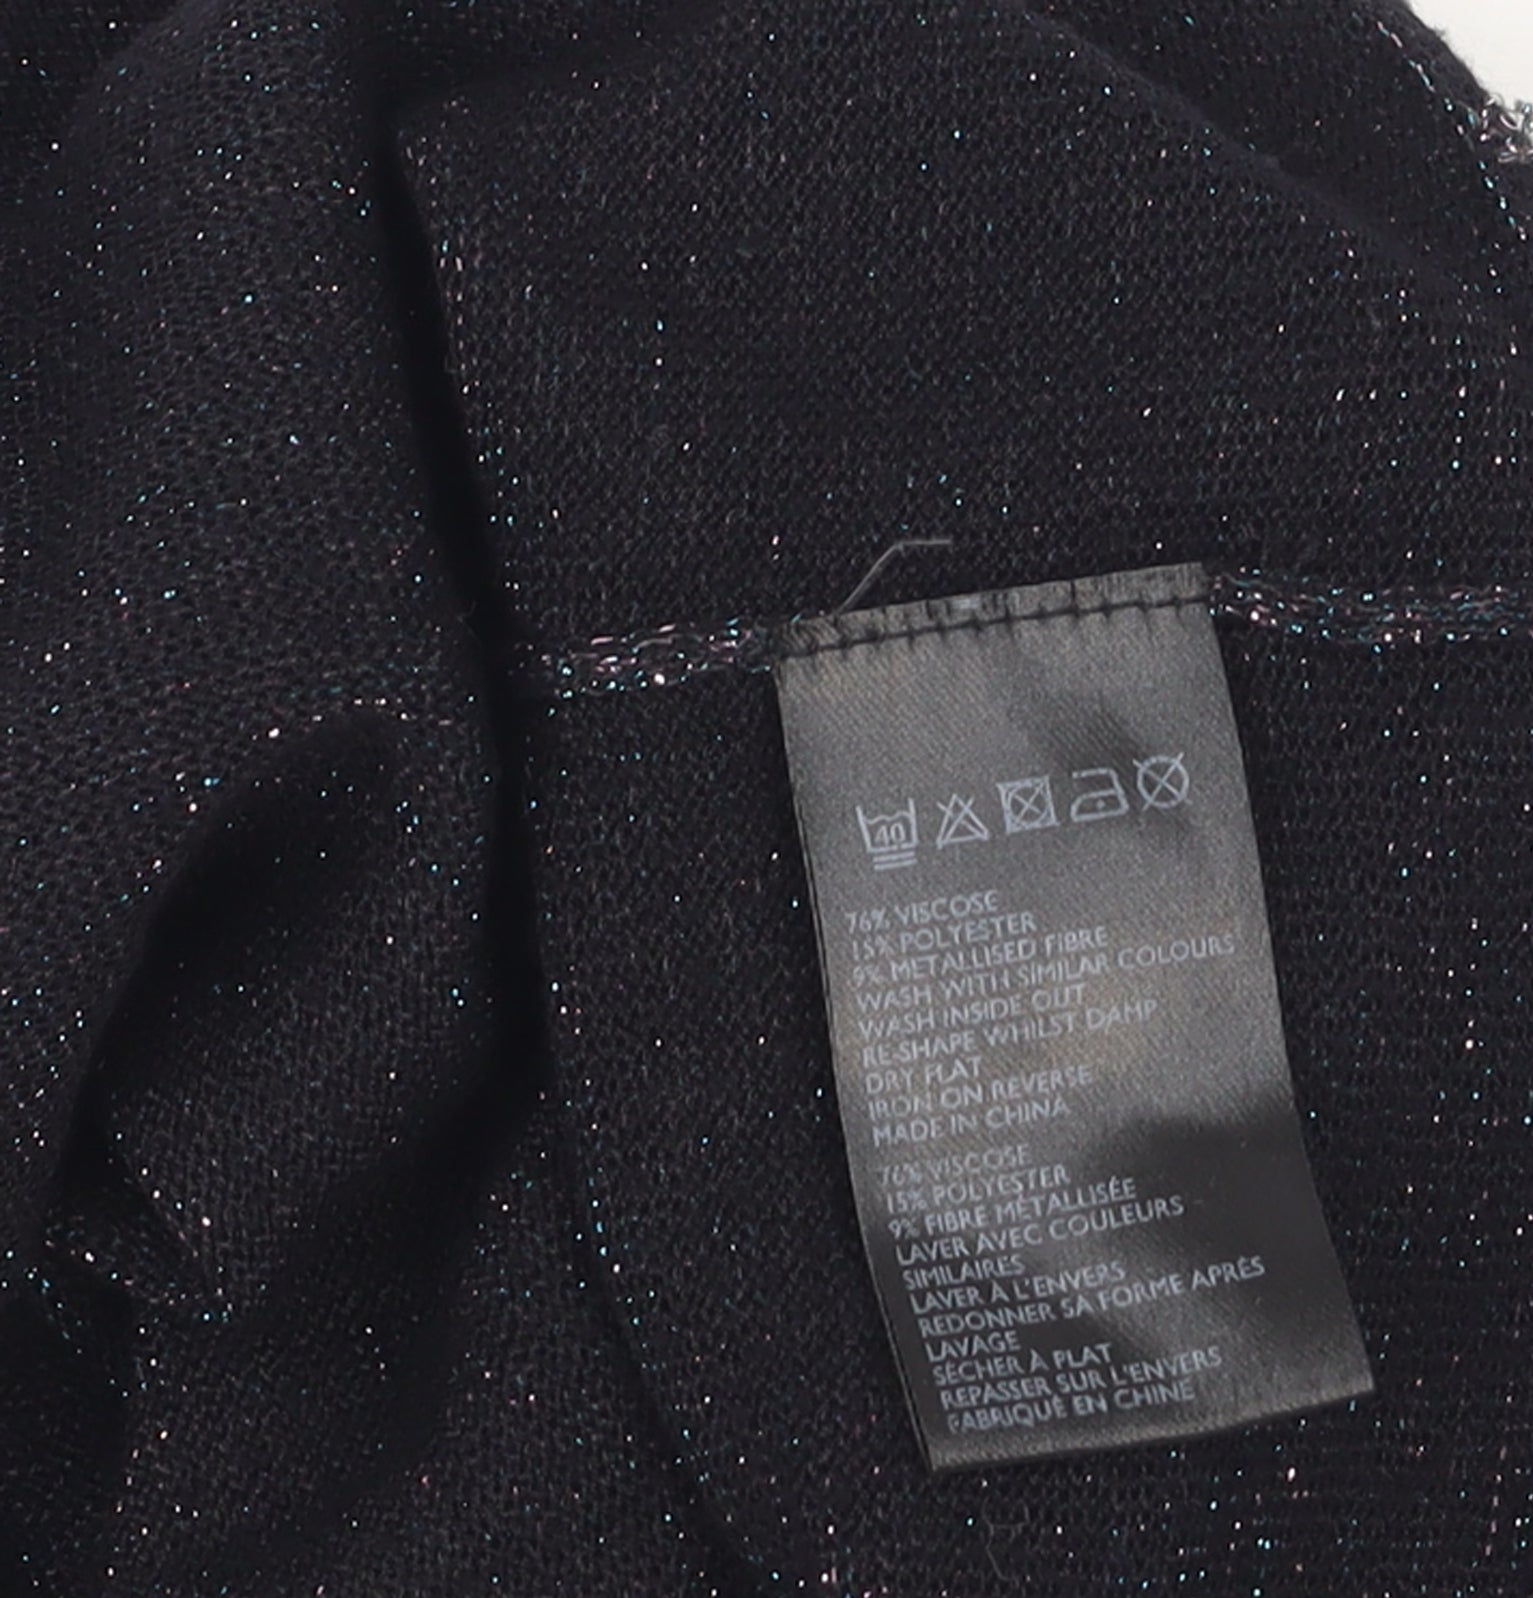 40
76% VISCOSE
15% POLYESTER
9% METALLISED FIBRE
WASH WITH SIMILAR COLOURS
WASH INSIDE OUT
RE-SHAPE WHILST DAMP
DRY FLAT
IRON ON REVERSE
MADE IN CHINA
76% VISCOSE
15% POLYESTER
9% FIBRE MÉTALLISÉE
LAVER AVEC COULEURS
SIMILAIRES
LAVER À L'ENVERS
REDONNER SA FORME APRÈS
LAVAGE
SÉCHER À PLAT
REPASSER SUR L'ENVERS
FABRIQUÉ EN CHINE